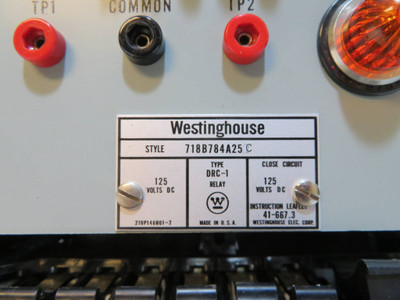 TP1 COMMON TP2
Westinghouse
STYLE 718B784A25 C
125 VOLTS DC
TYPE
DRC-1
RELAY
W
MADE IN U.S.A.
CLOSE CIRCUIT
125
VOLTS DC
INSTRUCTION LEAFLET
41-667.3
WESTINGHOUSE ELEC. CORP.